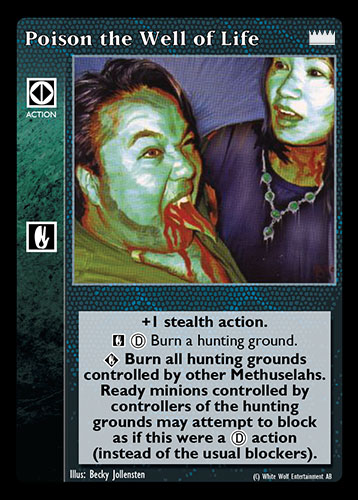 Poison the Well of Life
ACTION
+1 stealth action.
Ⓓ Burn a hunting ground.
Burn all hunting grounds
controlled by other Methuselahs.
Ready minions controlled by
controllers of the hunting
grounds may attempt to block
as if this were a Ⓓ action
(instead of the usual blockers).
Illus: Becky Jollensten
(C) White Wolf Entertainment AB